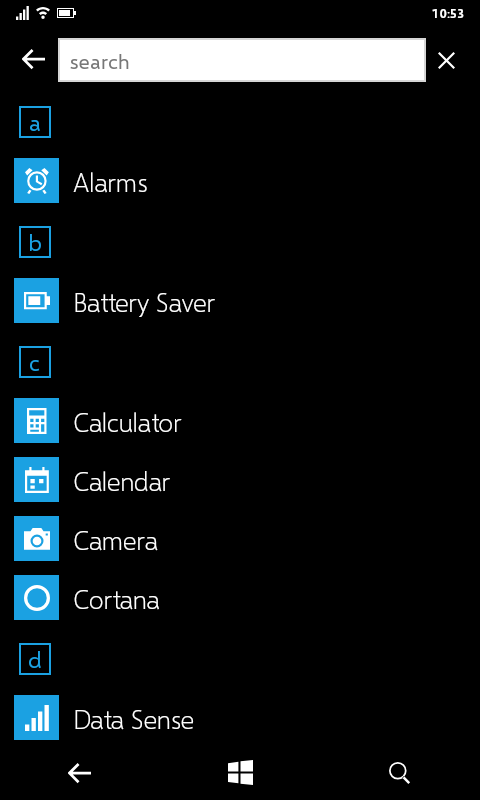 10:53
search
a
Alarms
b
Battery Saver
c
Calculator
Calendar
Camera
Cortana
d
Data Sense